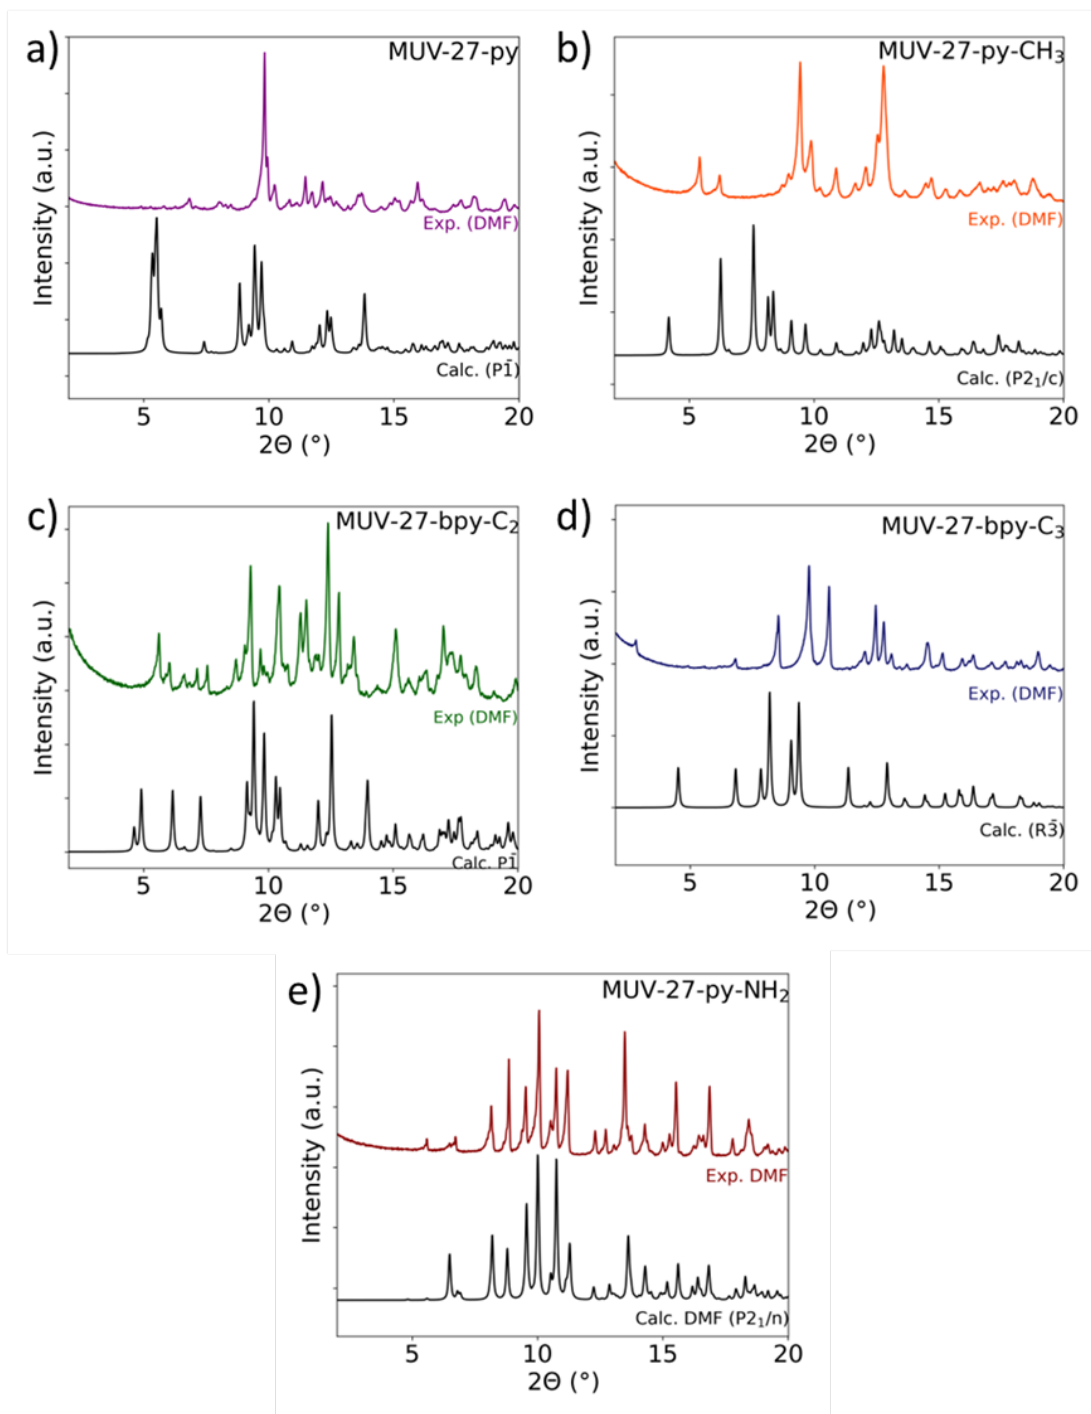 a)
MUV-27-py
Intensity (a.u.)
Exp. (DMF)
Calc. (P1̄)
5 10 15 20
2Θ (°)
b)
MUV-27-py-CH₃
Intensity (a.u.)
Exp. (DMF)
Calc. (P2₁/c)
5 10 15 20
2Θ (°)
c)
MUV-27-bpy-C₂
Intensity (a.u.)
Exp (DMF)
Calc. P1̄
5 10 15 20
2Θ (°)
d)
MUV-27-bpy-C₃
Intensity (a.u.)
Exp. (DMF)
Calc. (R3̄)
5 10 15 20
2Θ (°)
e)
MUV-27-py-NH₂
Intensity (a.u.)
Exp. DMF
Calc. DMF (P2₁/n)
5 10 15 20
2Θ (°)